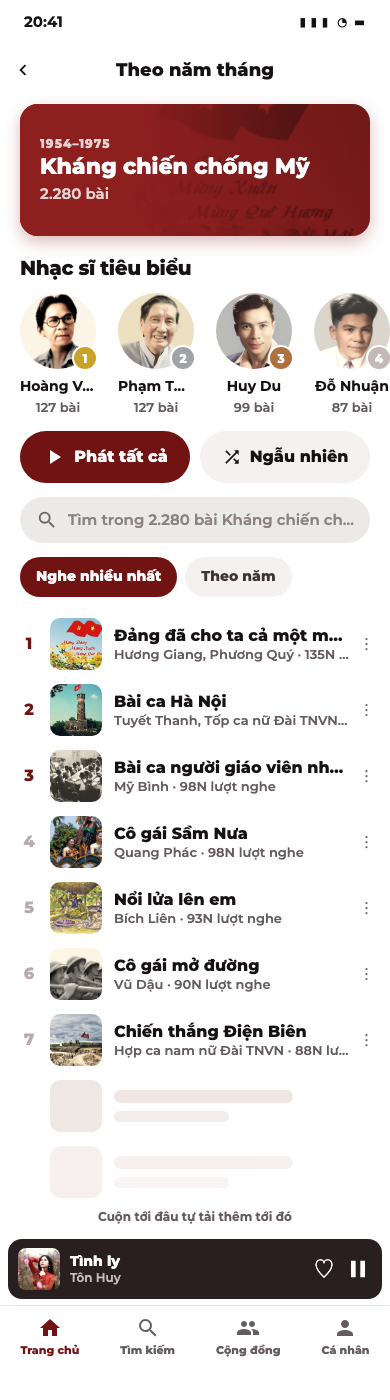 20:41
Theo năm tháng
1954–1975
Kháng chiến chống Mỹ
2.280 bài
Mừng Xuân
Nhạc sĩ tiêu biểu
1
2
3
4
Hoàng V...
Phạm T...
Huy Du
Đỗ Nhuận
127 bài
127 bài
99 bài
87 bài
Phát tất cả
Ngẫu nhiên
Tìm trong 2.280 bài Kháng chiến ch...
Nghe nhiều nhất
Theo năm
1
Đảng đã cho ta cả một m...
Hương Giang, Phương Quý · 135N ...
2
Bài ca Hà Nội
Tuyết Thanh, Tốp ca nữ Đài TNVN...
3
Bài ca người giáo viên nh...
Mỹ Bình · 98N lượt nghe
4
Cô gái Sầm Nưa
Quang Phác · 98N lượt nghe
5
Nổi lửa lên em
Bích Liên · 93N lượt nghe
6
Cô gái mở đường
Vũ Dậu · 90N lượt nghe
7
Chiến thắng Điện Biên
Hợp ca nam nữ Đài TNVN · 88N lư...
Cuộn tới đâu tự tải thêm tới đó
Tình ly
Tôn Huy
Trang chủ
Tìm kiếm
Cộng đồng
Cá nhân